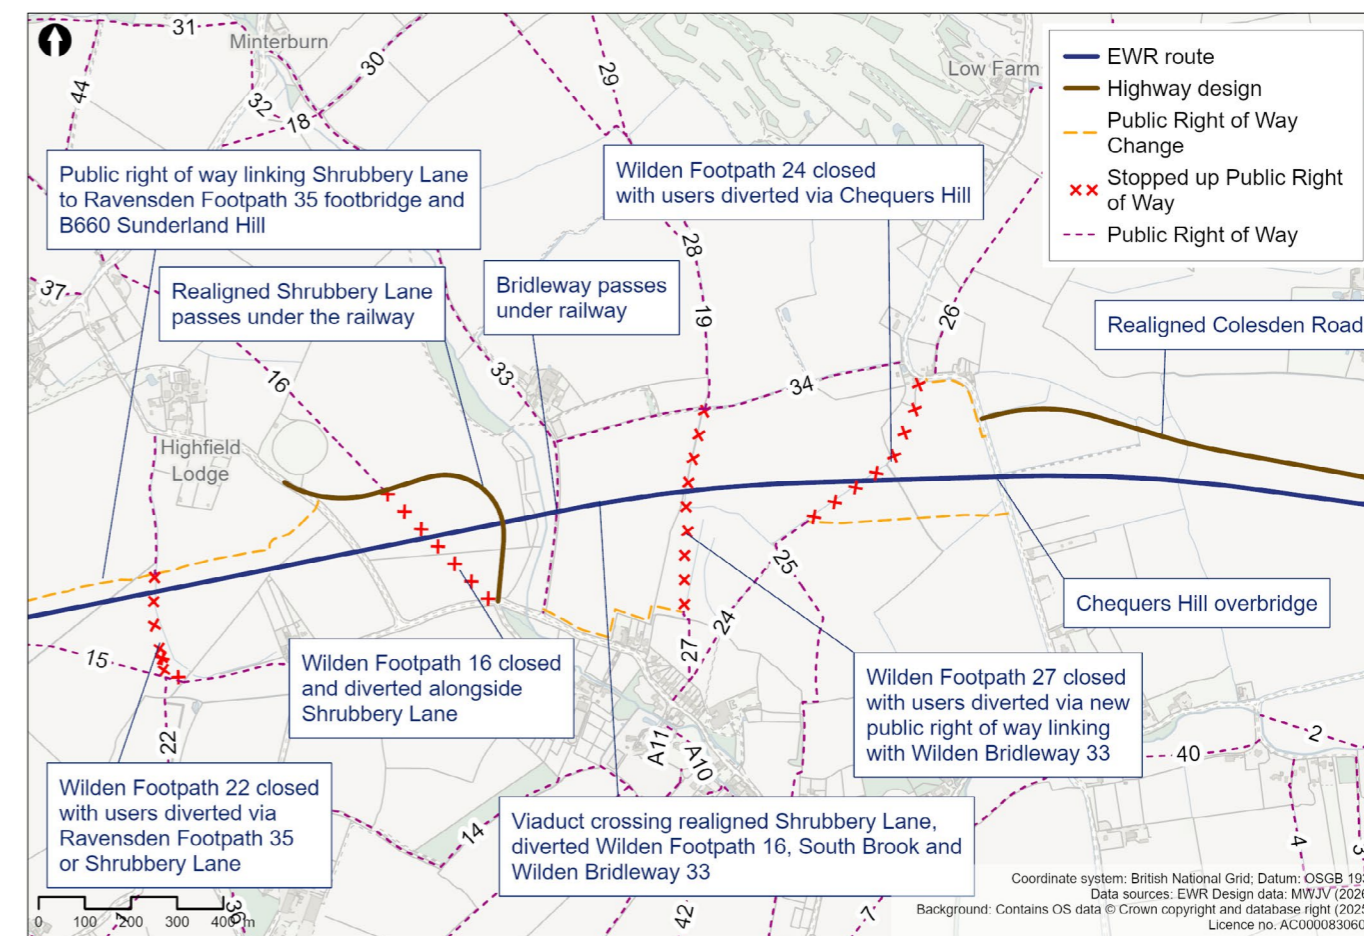 31
Minterburn
44
30
32
18
29
Low Farm
EWR route
Highway design
Public Right of Way
Change
Stopped up Public Right
of Way
Public Right of Way
Public right of way linking Shrubbery Lane
to Ravensden Footpath 35 footbridge and
B660 Sunderland Hill
Wilden Footpath 24 closed
with users diverted via Chequers Hill
28
37
Realigned Shrubbery Lane
passes under the railway
Bridleway passes
under railway
19
26
Realigned Colesden Road
16
33
34
Highfield
Lodge
25
Chequers Hill overbridge
24
27
15
22
Wilden Footpath 16 closed
and diverted alongside
Shrubbery Lane
Wilden Footpath 27 closed
with users diverted via new
public right of way linking
with Wilden Bridleway 33
A11
A10
2
40
Wilden Footpath 22 closed
with users diverted via
Ravensden Footpath 35
or Shrubbery Lane
14
Viaduct crossing realigned Shrubbery Lane,
diverted Wilden Footpath 16, South Brook and
Wilden Bridleway 33
4
3
1
36
42
7
0 100 200 300 400 m
Coordinate system: British National Grid; Datum: OSGB 193
Data sources: EWR Design data: MWJV (2026
Background: Contains OS data © Crown copyright and database right (2025
Licence no. AC000083060